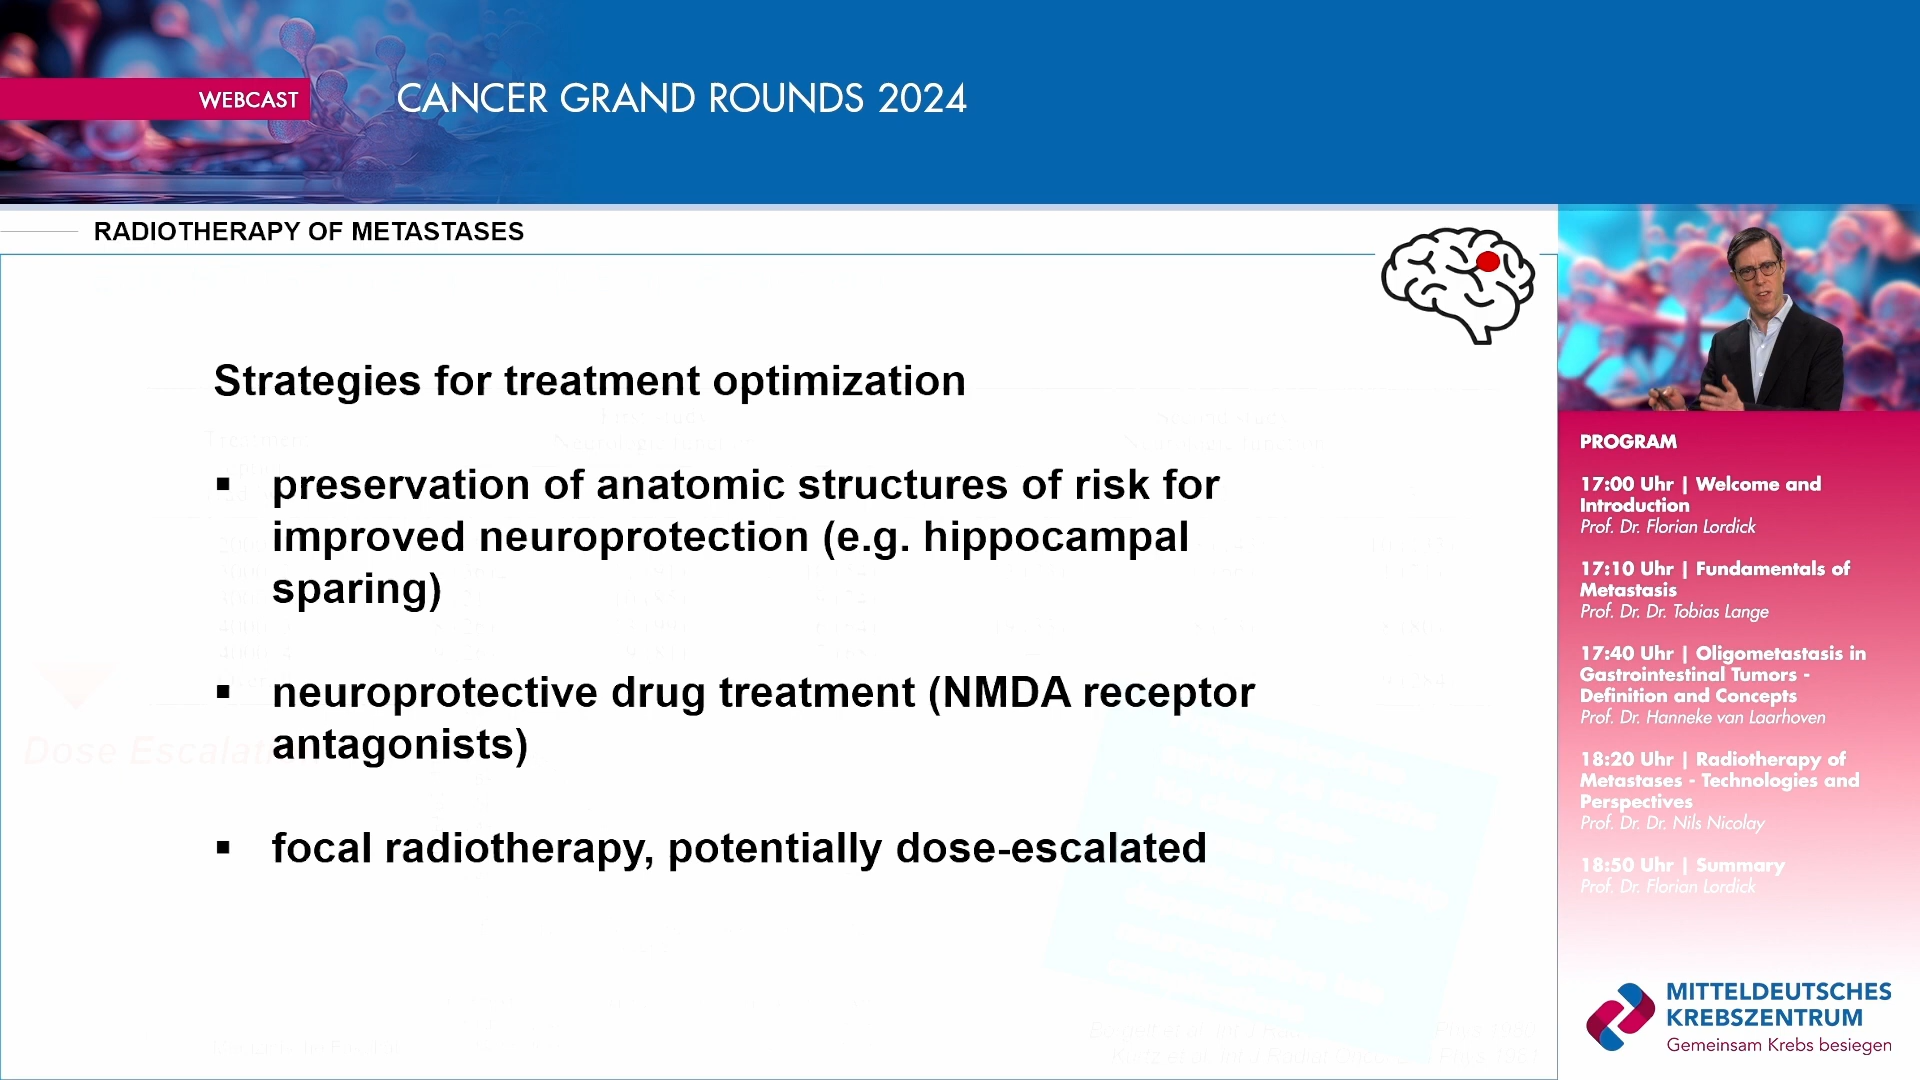 WEBCAST
CANCER GRAND ROUNDS 2024
RADIOTHERAPY OF METASTASES
Strategies for treatment optimization
▪ preservation of anatomic structures of risk for
improved neuroprotection (e.g. hippocampal
sparing)
▪ neuroprotective drug treatment (NMDA receptor
antagonists)
▪ focal radiotherapy, potentially dose-escalated
Dose Escalat
PROGRAM
17:00 Uhr | Welcome and
Introduction
Prof. Dr. Florian Lordick
17:10 Uhr | Fundamentals of
Metastasis
Prof. Dr. Dr. Tobias Lange
17:40 Uhr | Oligometastasis in
Gastrointestinal Tumors -
Definition and Concepts
Prof. Dr. Hanneke van Laarhoven
18:20 Uhr | Radiotherapy of
Metastases - Technologies and
Perspectives
Prof. Dr. Dr. Nils Nicolay
18:50 Uhr | Summary
Prof. Dr. Florian Lordick
MITTELDEUTSCHES
KREBSZENTRUM
Gemeinsam Krebs besiegen